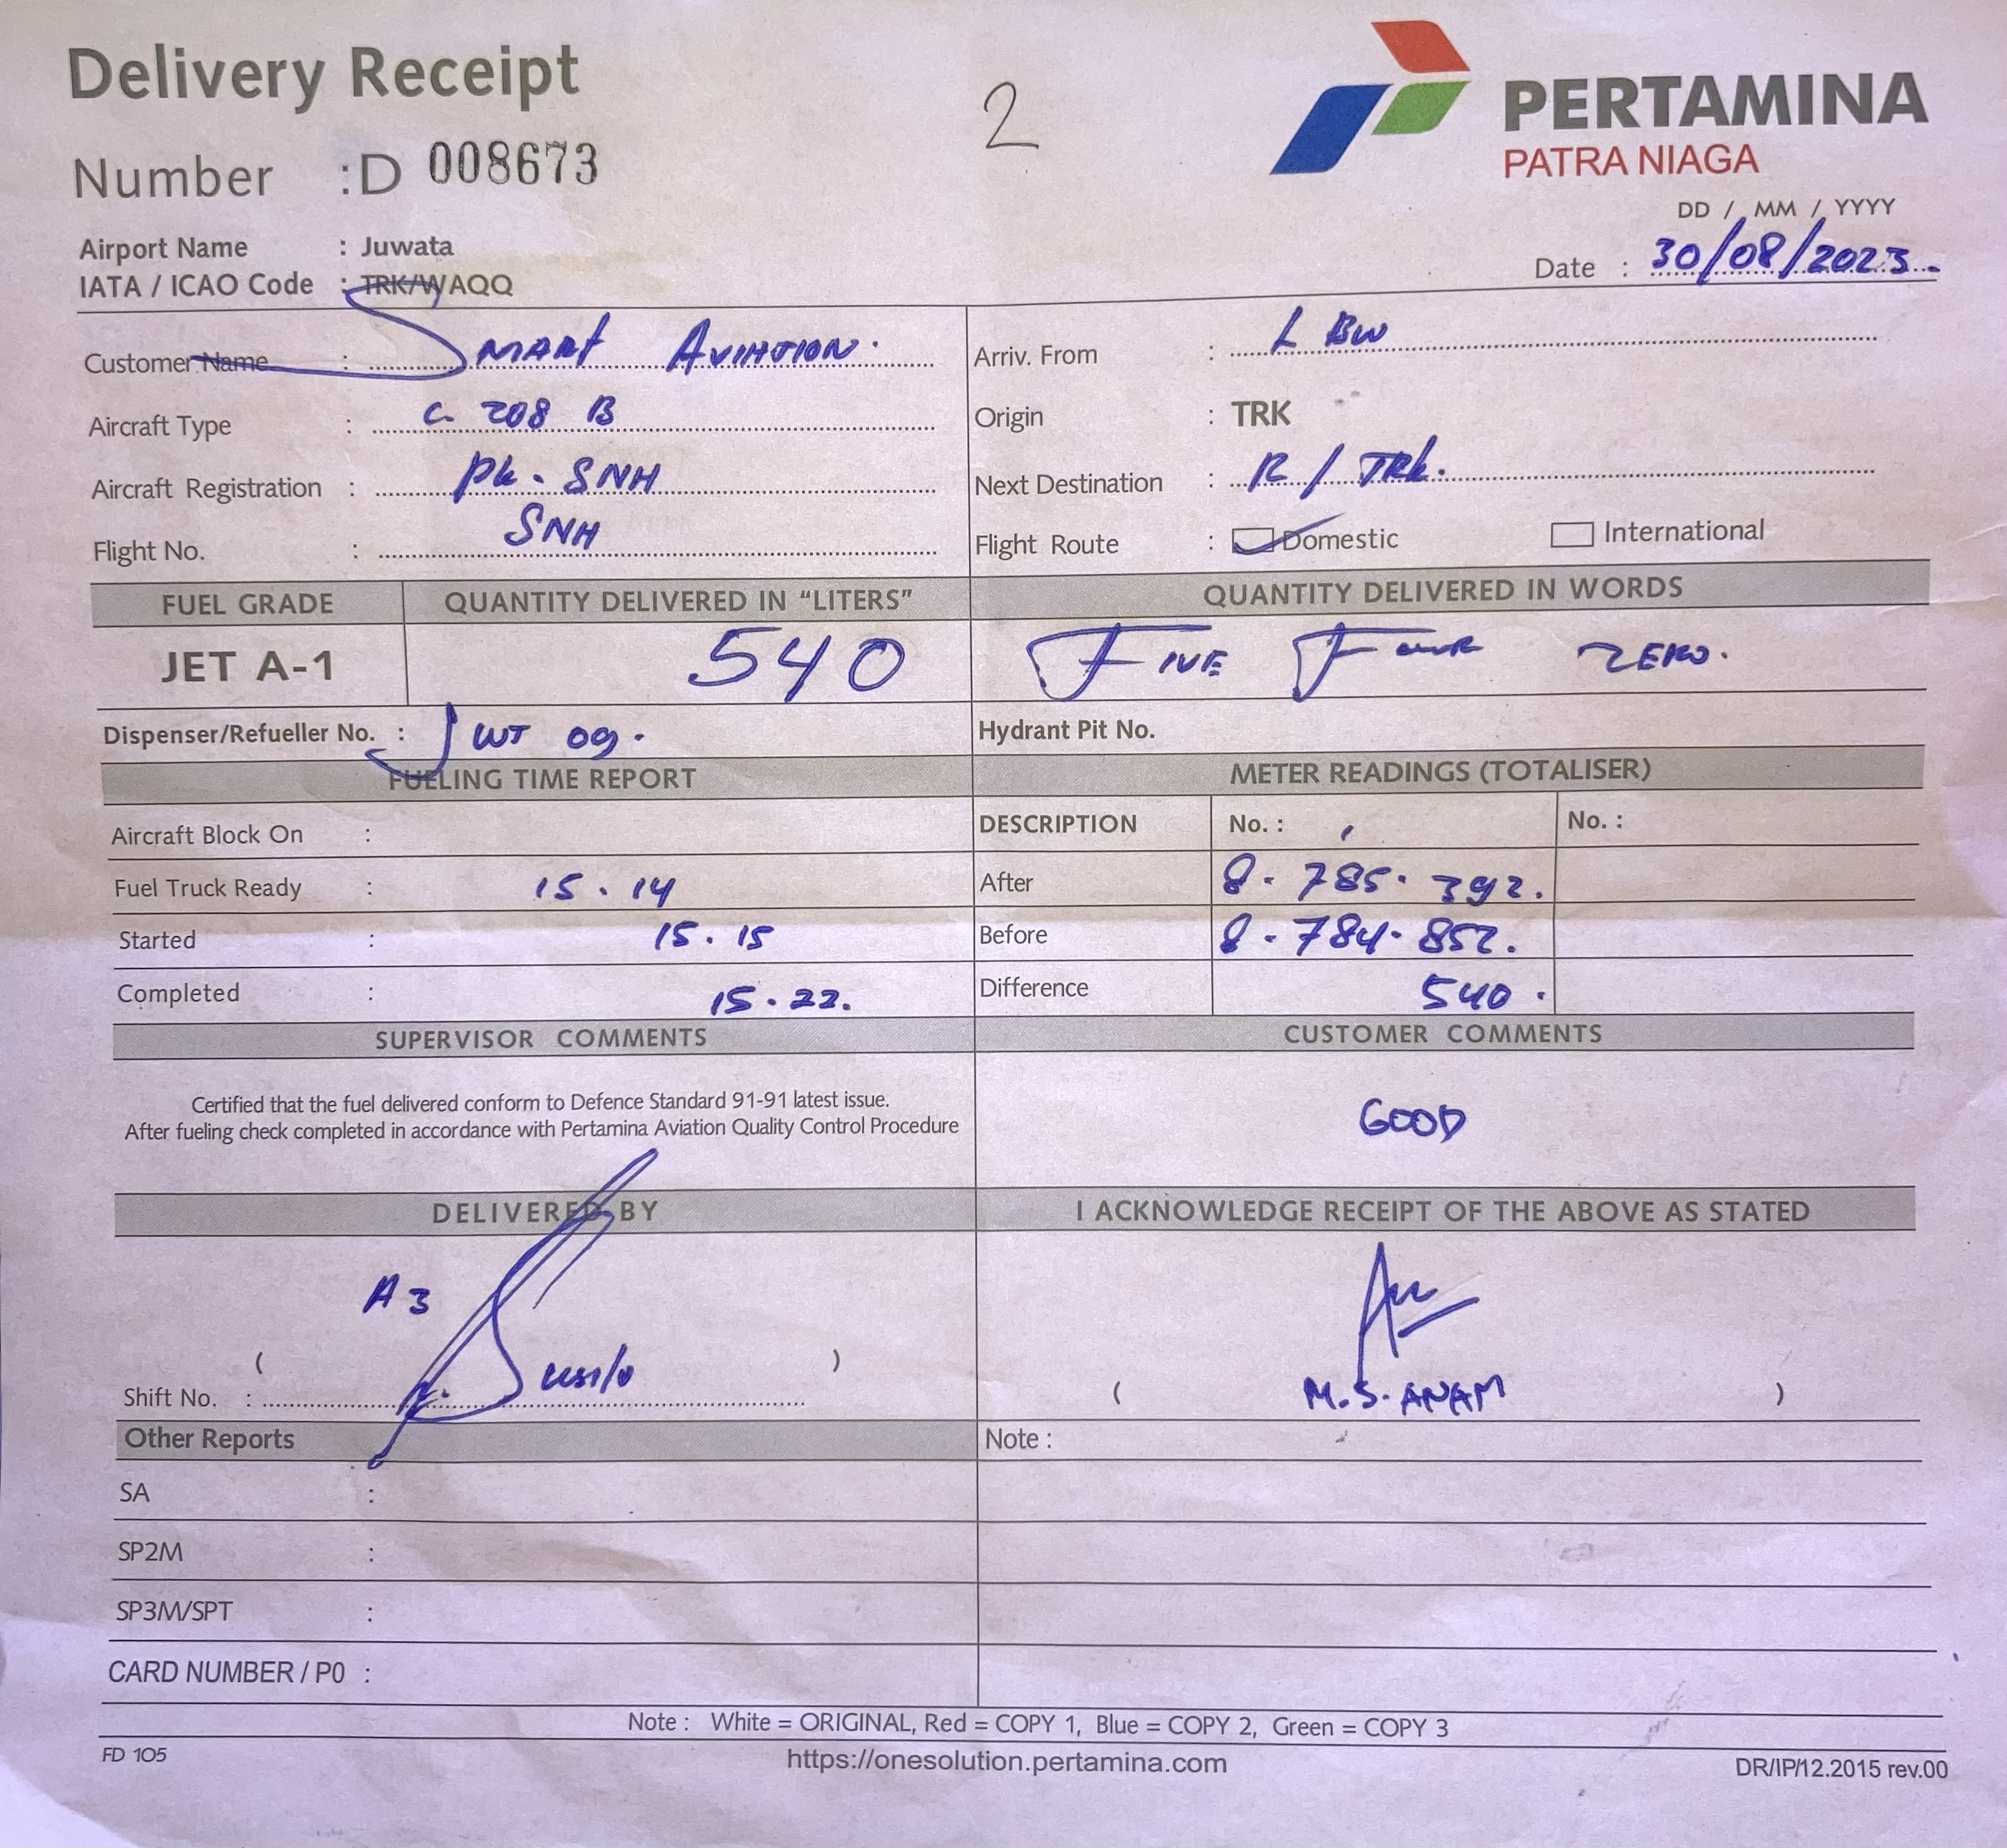 Delivery Receipt
2
PERTAMINA
PATRA NIAGA
Number :D 008673
DD / MM / YYYY
Date : 30/08/2023.
Airport Name : Juwata
IATA / ICAO Code : TRK/WAQQ
Customer Name : SMART AVIATION.
Arriv. From : L BW
Aircraft Type : C 208 B
Origin : TRK
Aircraft Registration : PK. SNH
Next Destination : R / TRK.
Flight No. : SNH
Flight Route : Domestic International
FUEL GRADE QUANTITY DELIVERED IN “LITERS” QUANTITY DELIVERED IN WORDS
JET A-1 540 FIVE FOUR ZERO.
Dispenser/Refueller No. : JWT 09.
Hydrant Pit No.
FUELING TIME REPORT METER READINGS (TOTALISER)
Aircraft Block On :
DESCRIPTION No. : No. :
Fuel Truck Ready : 15.14
After 8.785.392.
Started : 15.15
Before 8.784.852.
Completed : 15.22.
Difference 540.
SUPERVISOR COMMENTS CUSTOMER COMMENTS
Certified that the fuel delivered conform to Defence Standard 91-91 latest issue.
After fueling check completed in accordance with Pertamina Aviation Quality Control Procedure
GOOD
DELIVERED BY I ACKNOWLEDGE RECEIPT OF THE ABOVE AS STATED
A3
( Susilo )
Shift No. :
( M.S. ANAM )
Other Reports
Note :
SA :
SP2M :
SP3M/SPT :
CARD NUMBER / P0 :
Note : White = ORIGINAL, Red = COPY 1, Blue = COPY 2, Green = COPY 3
FD 105
https://onesolution.pertamina.com
DR/IP/12.2015 rev.00